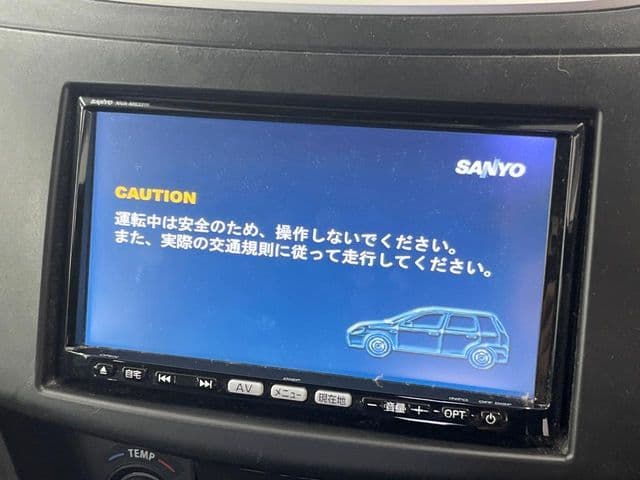 SANYO
SANYO
CAUTION
運転中は安全のため、操作しないでください。
また、実際の交通規則に従って走行してください。
自宅
AV
メニュー
現在地
－ 音量 ＋
OPT
TEMP